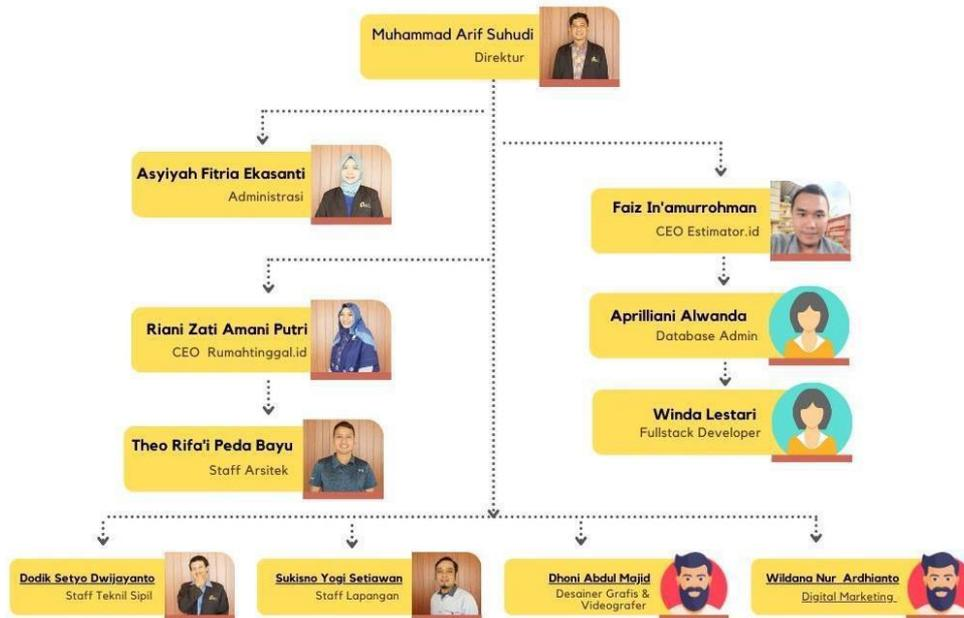 Muhammad Arif Suhudi
Direktur
Asyiyah Fitria Ekasanti
Administrasi
Faiz In'amurrohman
CEO Estimator.id
Riani Zati Amani Putri
CEO Rumahtinggal.id
Aprilliani Alwanda
Database Admin
Theo Rifa'i Peda Bayu
Staff Arsitek
Winda Lestari
Fullstack Developer
Dodik Setyo Dwijayanto
Staff Teknil Sipil
Sukisno Yogi Setiawan
Staff Lapangan
Dhoni Abdul Majid
Desainer Grafis &
Videografer
Wildana Nur Ardhianto
Digital Marketing